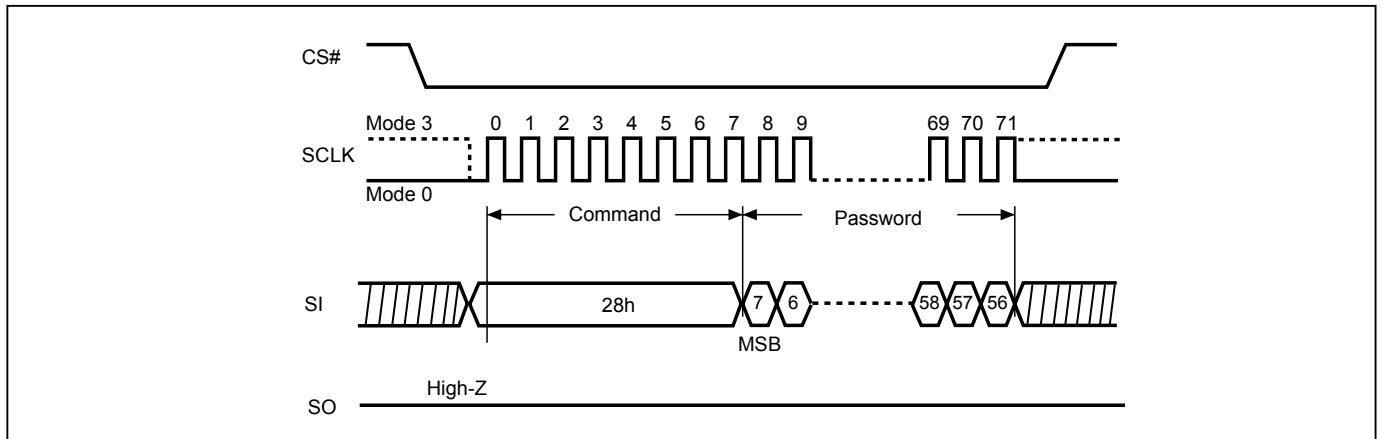 CS#
Mode 3 0 1 2 3 4 5 6 7 8 9 69 70 71
SCLK
Mode 0
Command Password
SI 28h 7 6 58 57 56
MSB
High-Z
SO